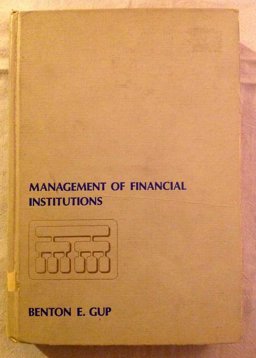 MANAGEMENT OF FINANCIAL
INSTITUTIONS
BENTON E. GUP